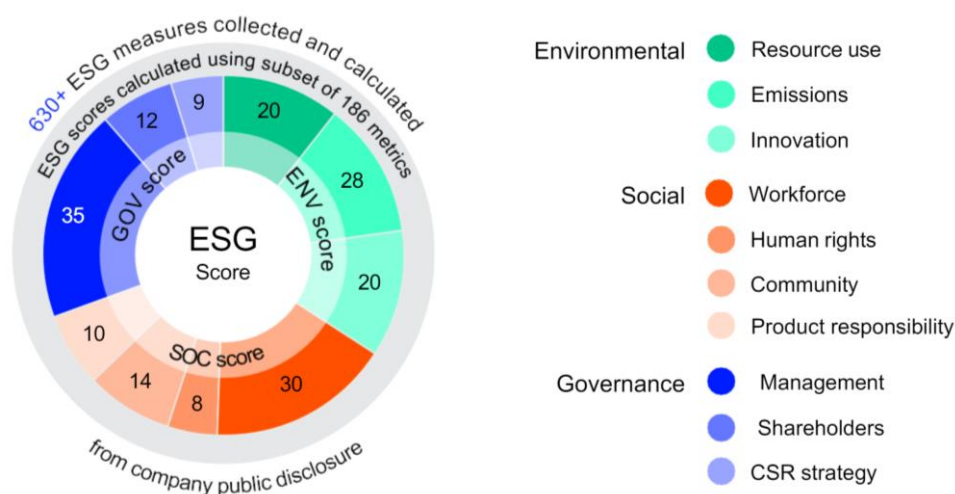 630+ ESG measures collected and calculated
ESG scores calculated using subset of 186 metrics
from company public disclosure
ESG
Score
ENV score
20
28
20
SOC score
30
8
14
10
GOV score
35
12
9
Environmental
Resource use
Emissions
Innovation
Social
Workforce
Human rights
Community
Product responsibility
Governance
Management
Shareholders
CSR strategy